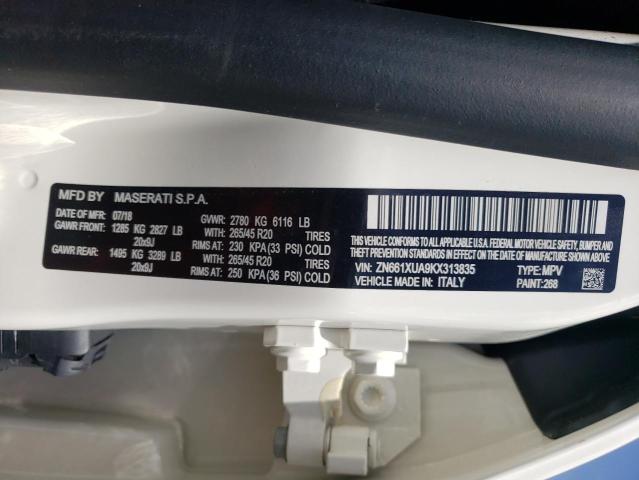 MFD BY MASERATI S.P.A.
DATE OF MFR: 07/18 GVWR: 2780 KG 6116 LB
GAWR FRONT: 1285 KG 2827 LB 265/45 R20 TIRES
20x9J RIMS AT: 230 KPA (33 PSI) COLD
GAWR REAR: 1495 KG 3289 LB 265/45 R20 TIRES
20x9J RIMS AT: 250 KPA (36 PSI) COLD
THIS VEHICLE CONFORMS TO ALL APPLICABLE U.S.A. FEDERAL MOTOR VEHICLE SAFETY, BUMPER AND
THEFT PREVENTION STANDARDS IN EFFECT ON THE DATE OF MANUFACTURE SHOWN ABOVE
VIN: ZN661XUA9KX313835 TYPE: MPV
VEHICLE MADE IN: ITALY PAINT: 268